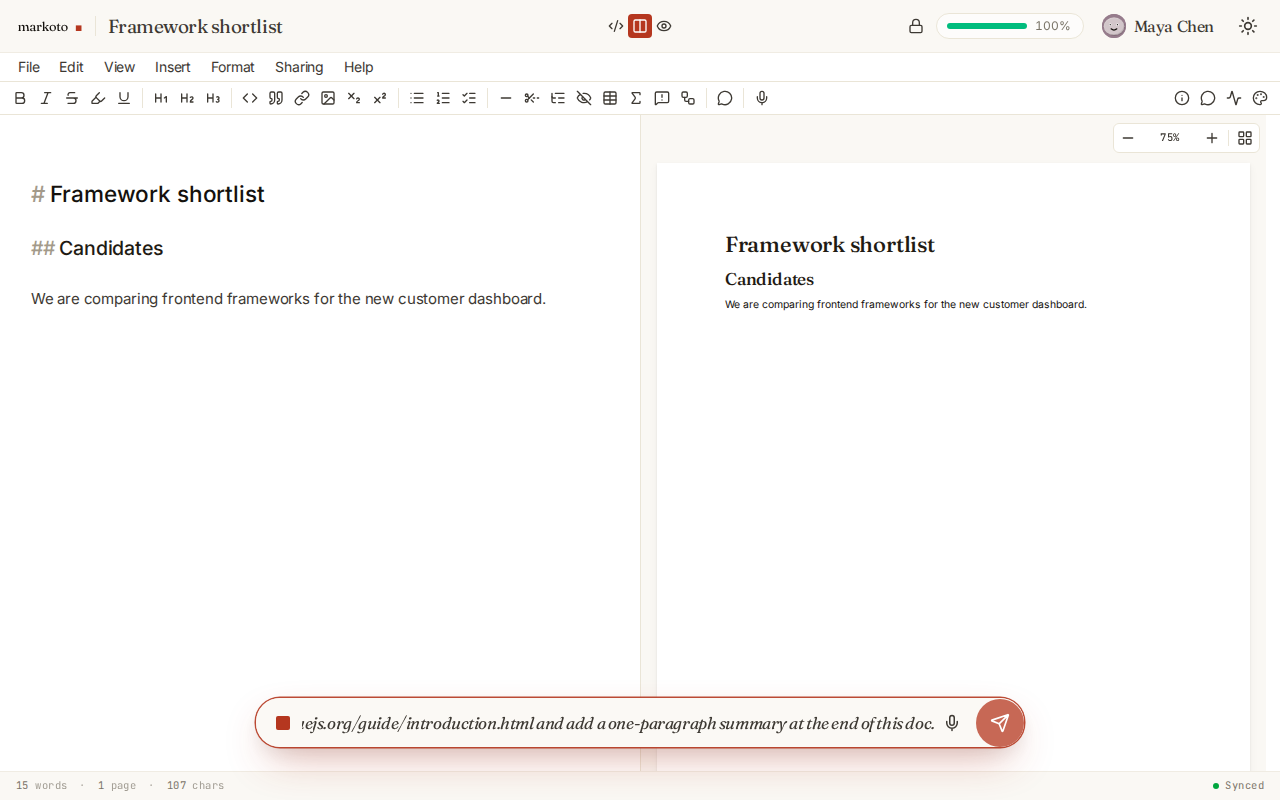 markoto
Framework shortlist
100%
Maya Chen
File Edit View Insert Format Sharing Help
H1 H2 H3
75%
# Framework shortlist
## Candidates
We are comparing frontend frameworks for the new customer dashboard.
Framework shortlist
Candidates
We are comparing frontend frameworks for the new customer dashboard.
ejs.org/guide/introduction.html and add a one-paragraph summary at the end of this doc.
15 words · 1 page · 107 chars
Synced